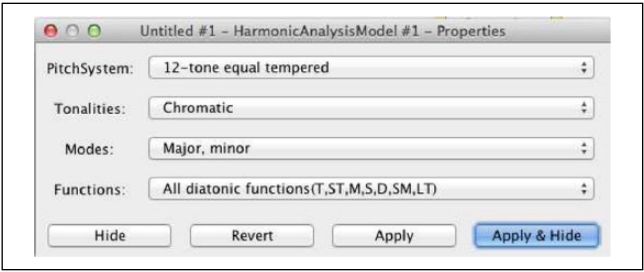 Untitled #1 – HarmonicAnalysisModel #1 – Properties
PitchSystem: 12-tone equal tempered
Tonalities: Chromatic
Modes: Major, minor
Functions: All diatonic functions(T,ST,M,S,D,SM,LT)
Hide Revert Apply Apply & Hide